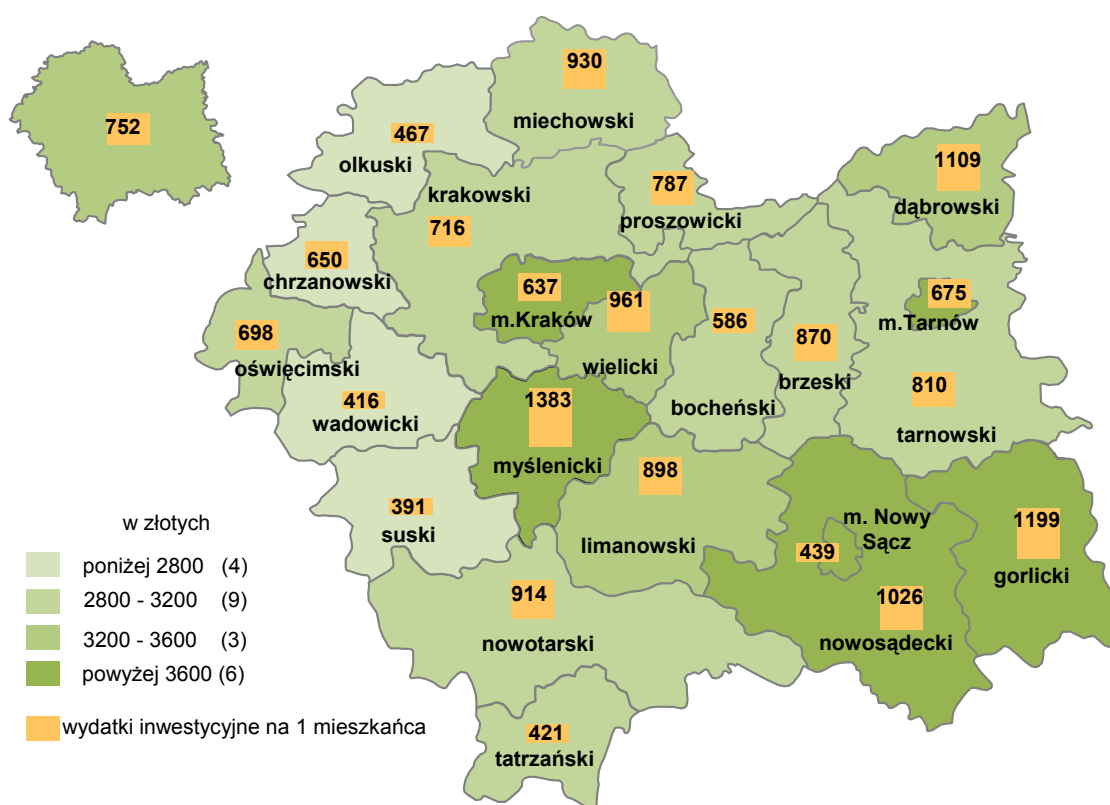 752
930
miechowski
467
olkuski
krakowski
716
787
proszowicki
1109
dąbrowski
650
chrzanowski
637
m.Kraków
961
wielicki
586
bocheński
870
brzeski
675
m.Tarnów
810
tarnowski
698
oświęcimski
416
wadowicki
1383
myślenicki
898
limanowski
391
suski
m. Nowy
Sącz
439
1199
gorlicki
1026
nowosądecki
914
nowotarski
421
tatrzański
w złotych
poniżej 2800 (4)
2800 - 3200 (9)
3200 - 3600 (3)
powyżej 3600 (6)
wydatki inwestycyjne na 1 mieszkańca